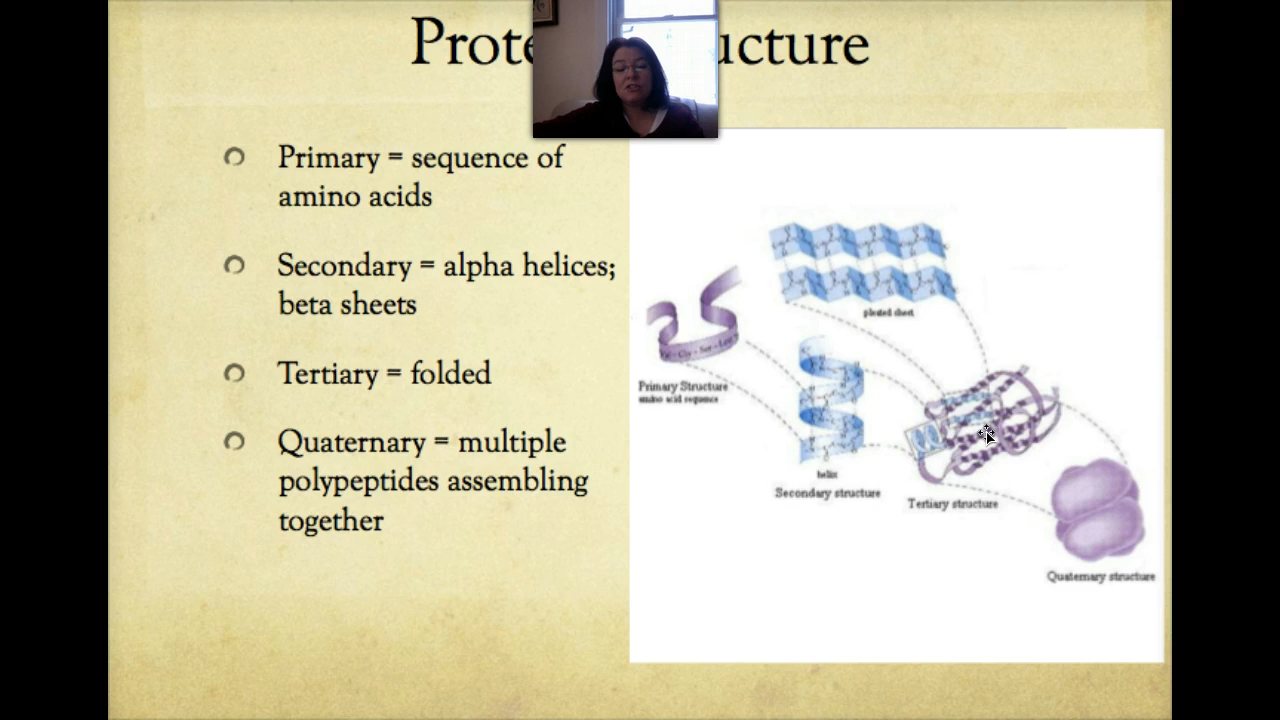 Prote ucture
Primary = sequence of
amino acids
Secondary = alpha helices;
beta sheets
Tertiary = folded
Quaternary = multiple
polypeptides assembling
together
pleated sheet
Primary Structure
amino acid sequence
helix
Secondary structure
Tertiary structure
Quaternary structure